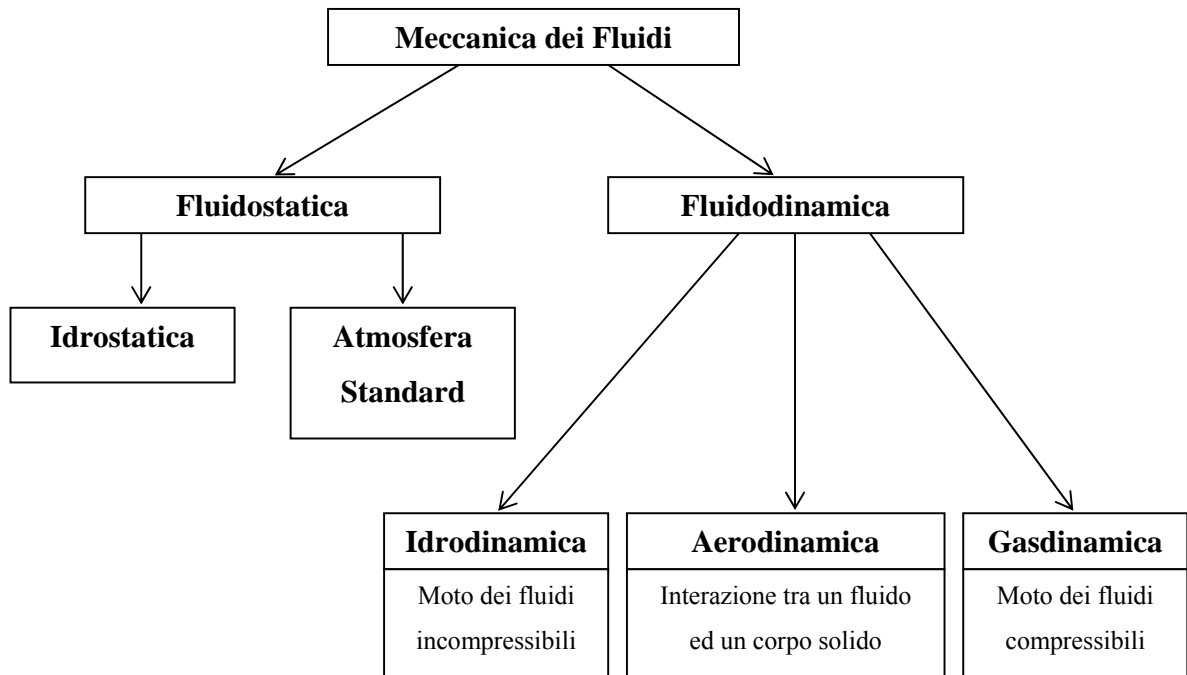 Meccanica dei Fluidi
Fluidostatica
Fluidodinamica
Idrostatica
Atmosfera
Standard
Idrodinamica
Moto dei fluidi
incompressibili
Aerodinamica
Interazione tra un fluido
ed un corpo solido
Gasdinamica
Moto dei fluidi
compressibili